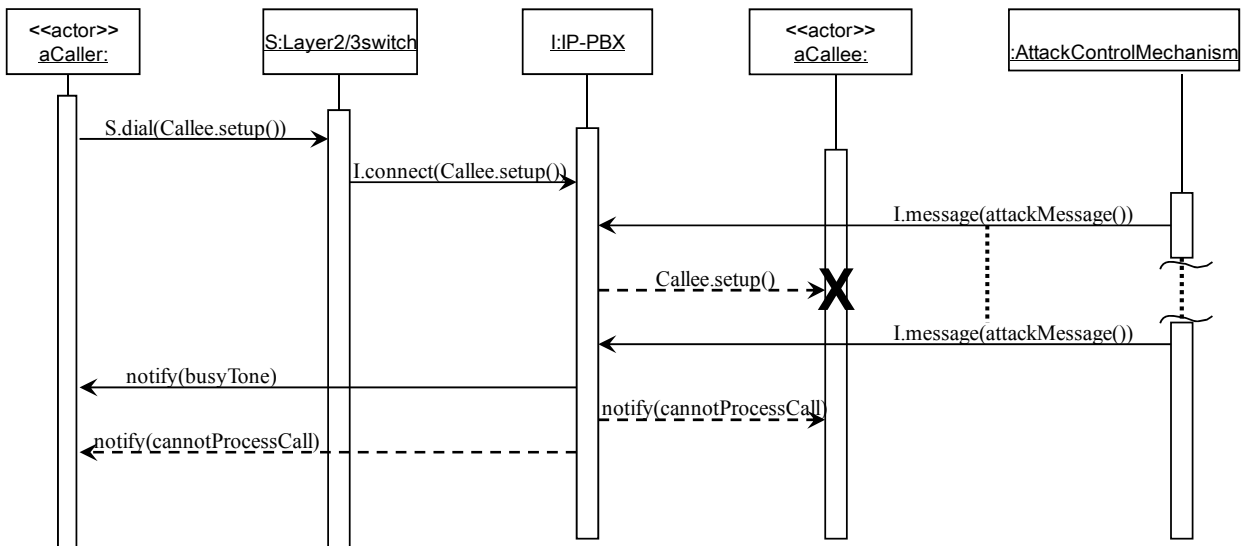 <<actor>>
aCaller:
S:Layer2/3switch
I:IP-PBX
<<actor>>
aCallee:
:AttackControlMechanism
S.dial(Callee.setup())
I.connect(Callee.setup())
I.message(attackMessage())
Callee.setup()
X
I.message(attackMessage())
notify(busyTone)
notify(cannotProcessCall)
notify(cannotProcessCall)